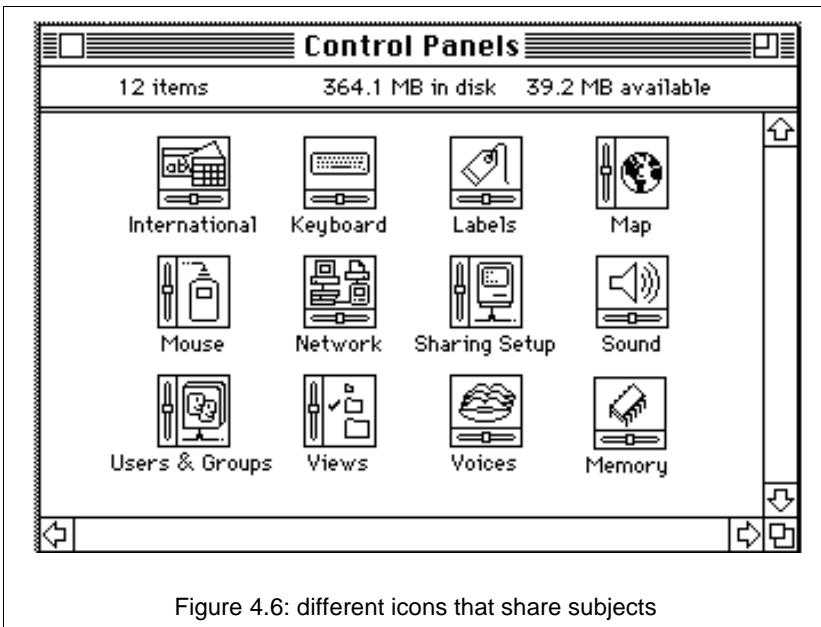 Control Panels
12 items 364.1 MB in disk 39.2 MB available
International Keyboard Labels Map
Mouse Network Sharing Setup Sound
Users & Groups Views Voices Memory
Figure 4.6: different icons that share subjects